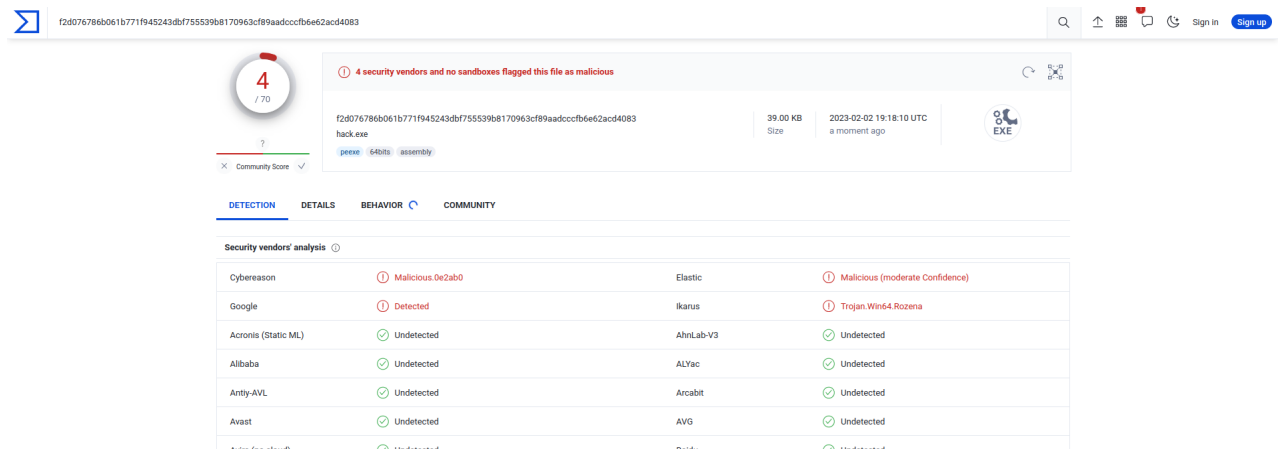 f2d076786b061b771f945243dbf755539b8170963cf89aadcccfb6e62acd4083
Sign in
Sign up
4
/ 70
?
Community Score
4 security vendors and no sandboxes flagged this file as malicious
f2d076786b061b771f945243dbf755539b8170963cf89aadcccfb6e62acd4083
hack.exe
peexe 64bits assembly
39.00 KB
Size
2023-02-02 19:18:10 UTC
a moment ago
EXE
DETECTION DETAILS BEHAVIOR COMMUNITY
Security vendors' analysis
Cybereason Malicious.0e2ab0 Elastic Malicious (moderate Confidence)
Google Detected Ikarus Trojan.Win64.Rozena
Acronis (Static ML) Undetected AhnLab-V3 Undetected
Alibaba Undetected ALYac Undetected
Antiy-AVL Undetected Arcabit Undetected
Avast Undetected AVG Undetected